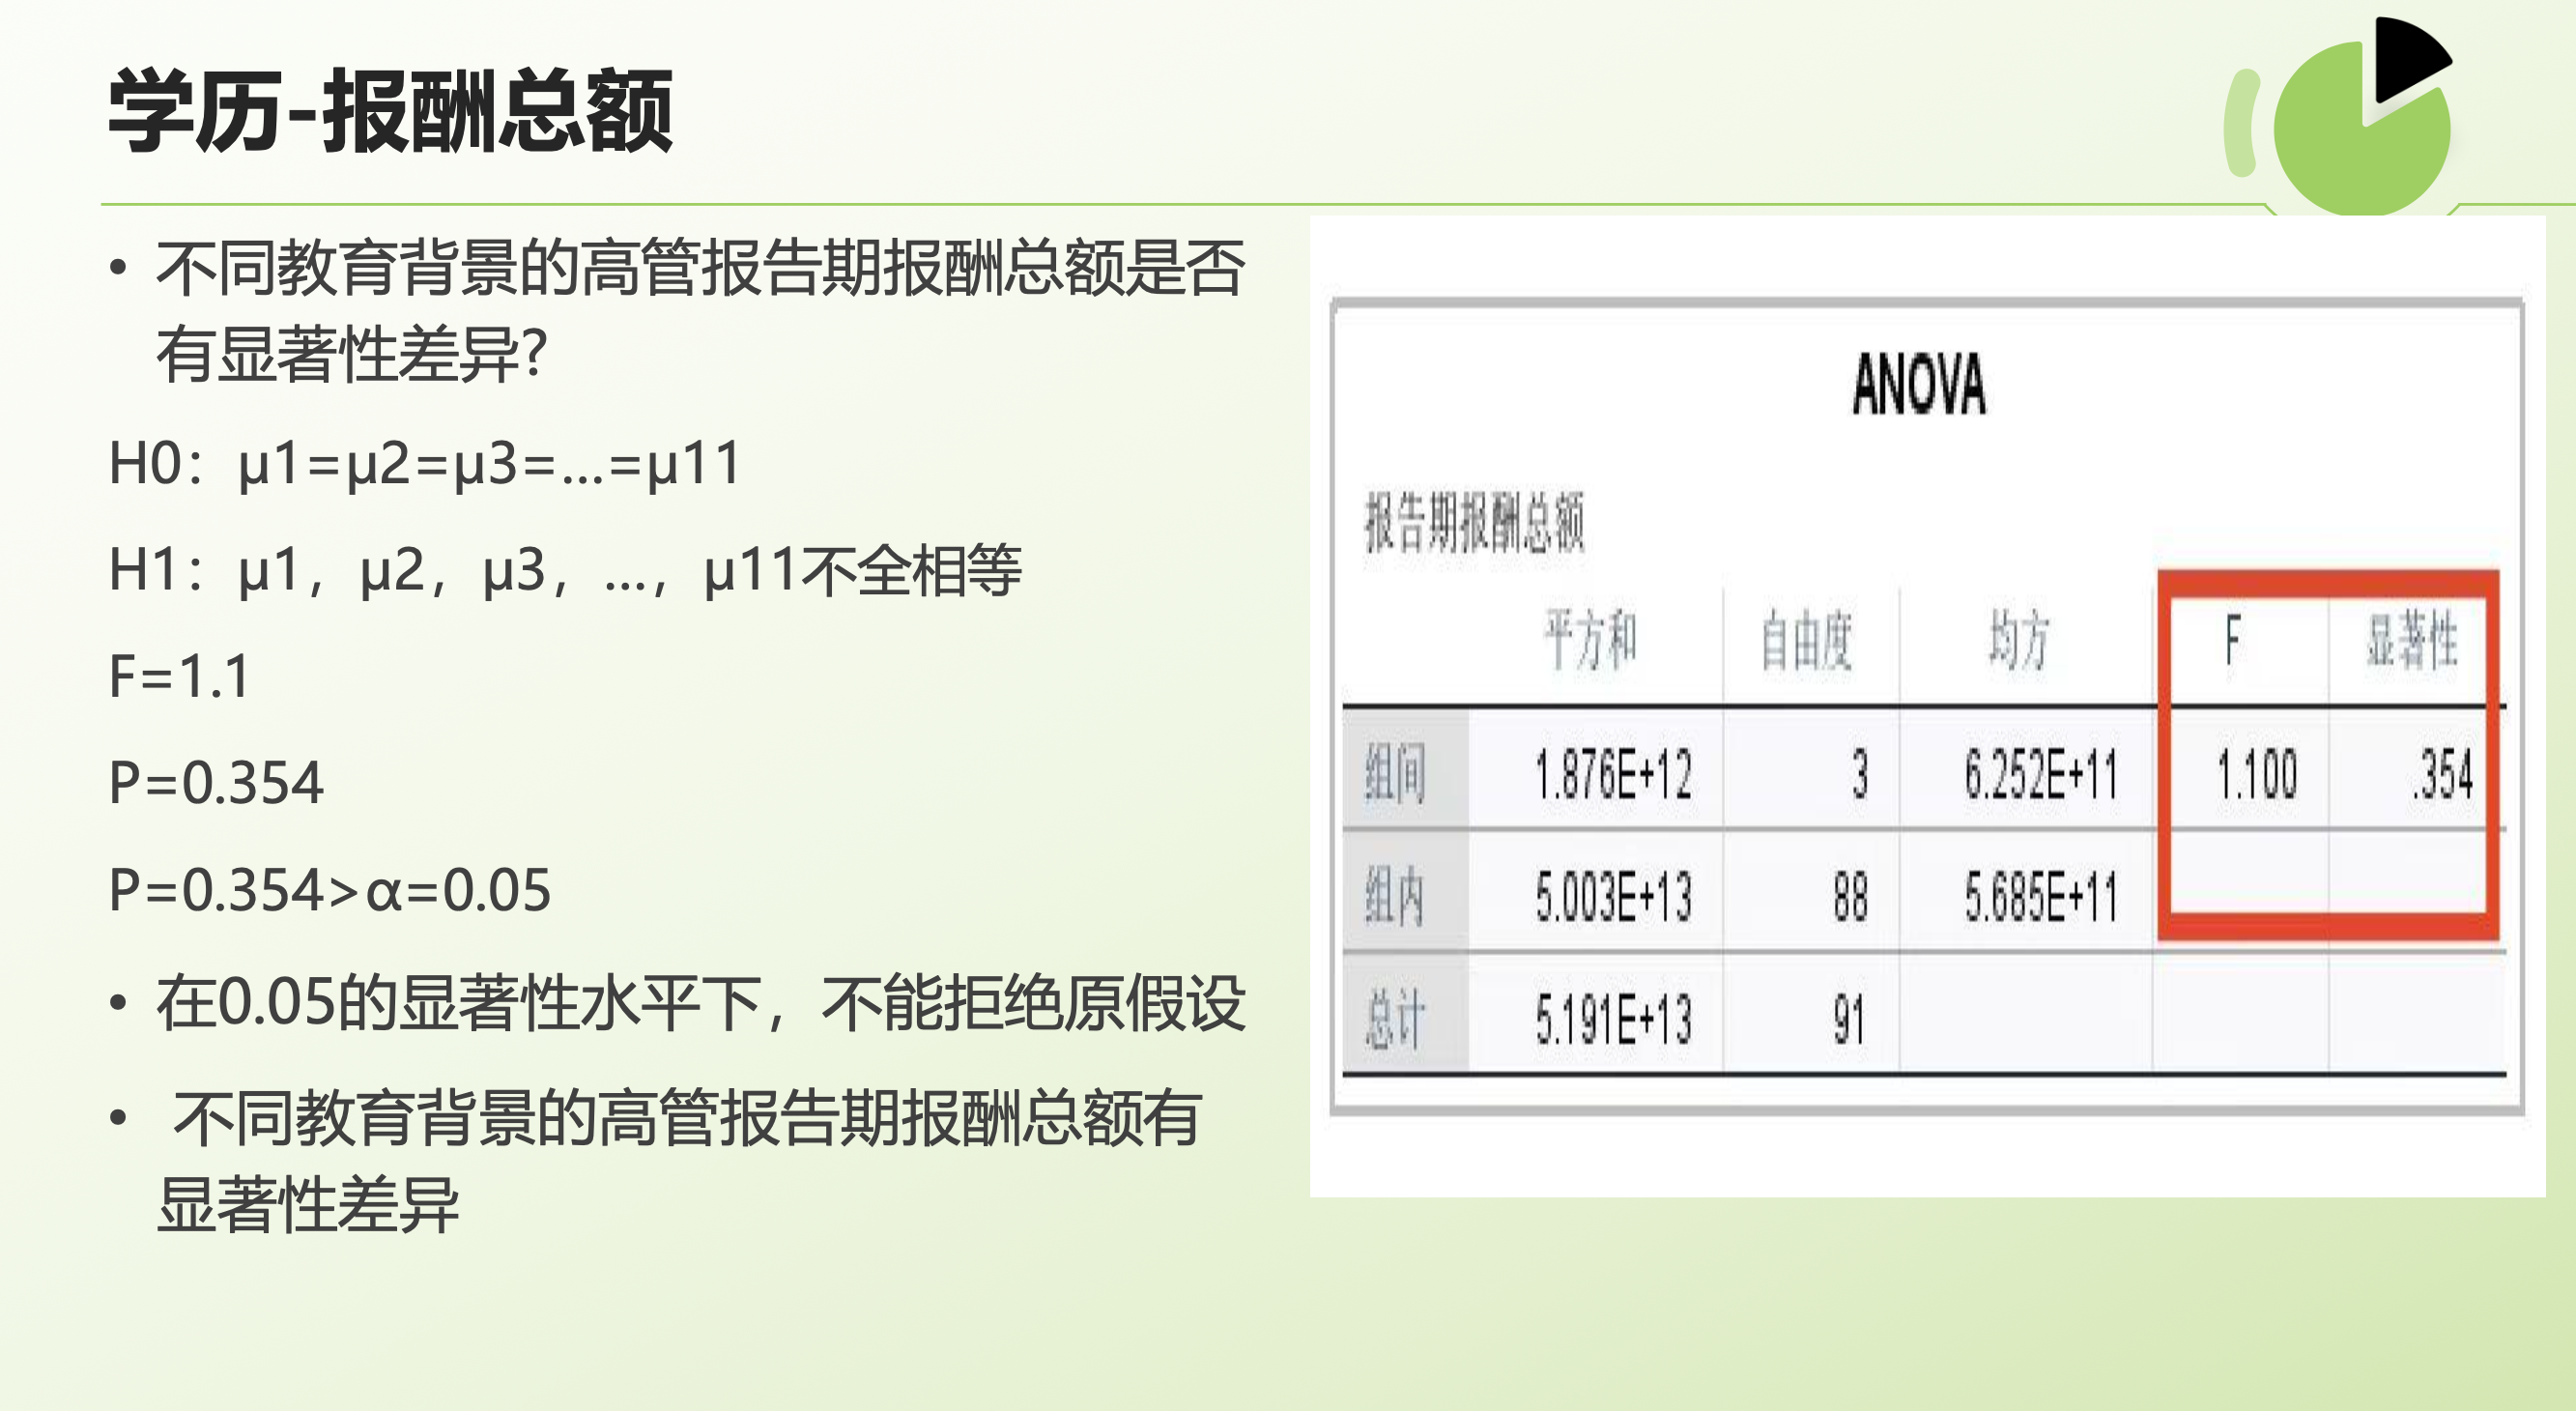 学历-报酬总额
• 不同教育背景的高管报告期报酬总额是否
有显著性差异?
H0：μ1=μ2=μ3=...=μ11
H1：μ1，μ2，μ3，...，μ11不全相等
F=1.1
P=0.354
P=0.354>α=0.05
• 在0.05的显著性水平下，不能拒绝原假设
• 不同教育背景的高管报告期报酬总额有
显著性差异
ANOVA
报告期报酬总额
平方和 自由度 均方 F 显著性
组间 1.876E+12 3 6.252E+11 1.100 .354
组内 5.003E+13 88 5.685E+11
总计 5.191E+13 91